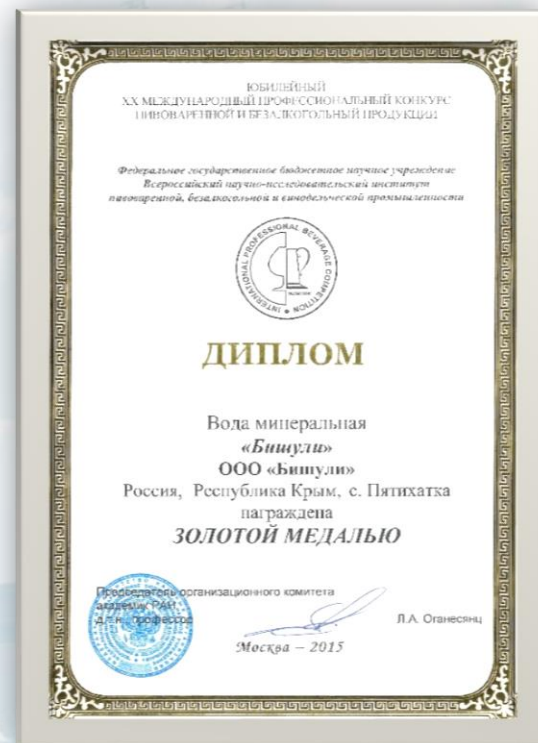 ЮБИЛЕЙНЫЙ
XX МЕЖДУНАРОДНЫЙ ПРОФЕССИОНАЛЬНЫЙ КОНКУРС
ПИВОВАРЕННОЙ И БЕЗАЛКОГОЛЬНЫЙ ПРОДУКЦИИ
Федеральное государственное бюджетное научное учреждение
Всероссийский научно-исследовательский институт
пивоваренной, безалкогольной и винодельческой промышленности
INTERNATIONAL PROFESSIONAL BEVERAGE COMPETITION
ДИПЛОМ
Вода минеральная
«Бишули»
ООО «Бишули»
Россия, Республика Крым, с. Пятихатка
награждена
ЗОЛОТОЙ МЕДАЛЬЮ
Председатель организационного комитета
академик РАН
д.т.н., профессор
Л.А. Оганесянц
Москва – 2015